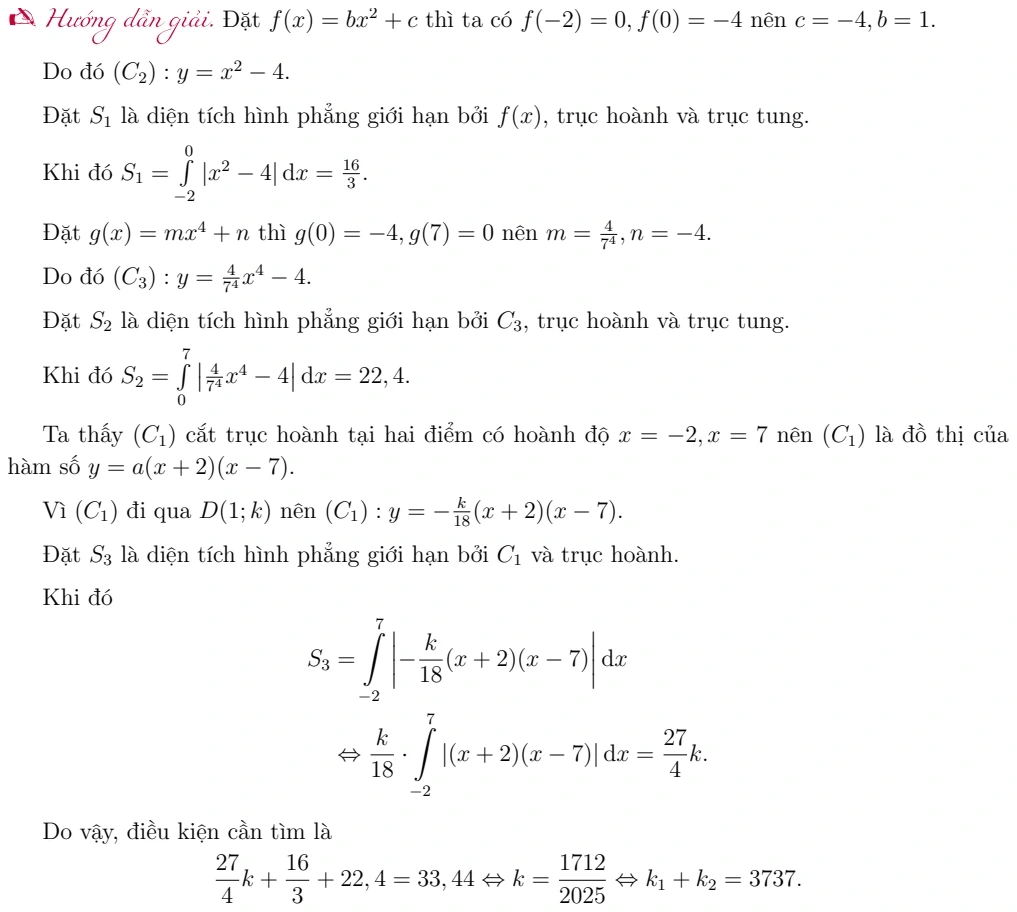 Hướng dẫn giải. Đặt f(x) = bx² + c thì ta có f(−2) = 0, f(0) = −4 nên c = −4, b = 1.
Do đó (C₂) : y = x² − 4.
Đặt S₁ là diện tích hình phẳng giới hạn bởi f(x), trục hoành và trục tung.
Khi đó S₁ = ∫₋₂⁰ |x² − 4| dx = 16/3.
Đặt g(x) = mx⁴ + n thì g(0) = −4, g(7) = 0 nên m = 4/7⁴, n = −4.
Do đó (C₃) : y = 4/7⁴ x⁴ − 4.
Đặt S₂ là diện tích hình phẳng giới hạn bởi C₃, trục hoành và trục tung.
Khi đó S₂ = ∫₀⁷ |4/7⁴ x⁴ − 4| dx = 22, 4.
Ta thấy (C₁) cắt trục hoành tại hai điểm có hoành độ x = −2, x = 7 nên (C₁) là đồ thị của
hàm số y = a(x + 2)(x − 7).
Vì (C₁) đi qua D(1; k) nên (C₁) : y = −k/18 (x + 2)(x − 7).
Đặt S₃ là diện tích hình phẳng giới hạn bởi C₁ và trục hoành.
Khi đó
S₃ = ∫₋₂⁷ |−k/18 (x + 2)(x − 7)| dx
⇔ k/18 · ∫₋₂⁷ |(x + 2)(x − 7)| dx = 27/4 k.
Do vậy, điều kiện cần tìm là
27/4 k + 16/3 + 22, 4 = 33, 44 ⇔ k = 1712/2025 ⇔ k₁ + k₂ = 3737.